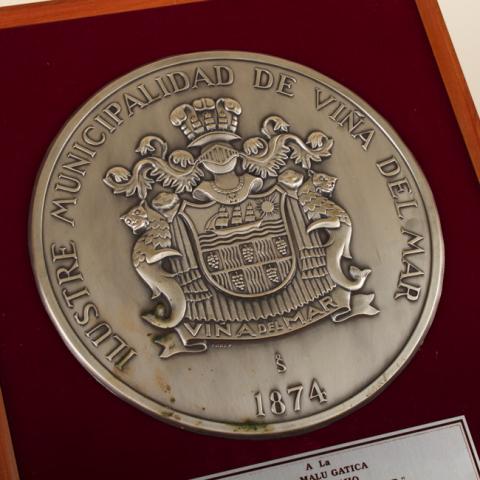 ILUSTRE MUNICIPALIDAD DE VIÑA DEL MAR
VIÑA DEL MAR
1874
A La
MALU GATICA